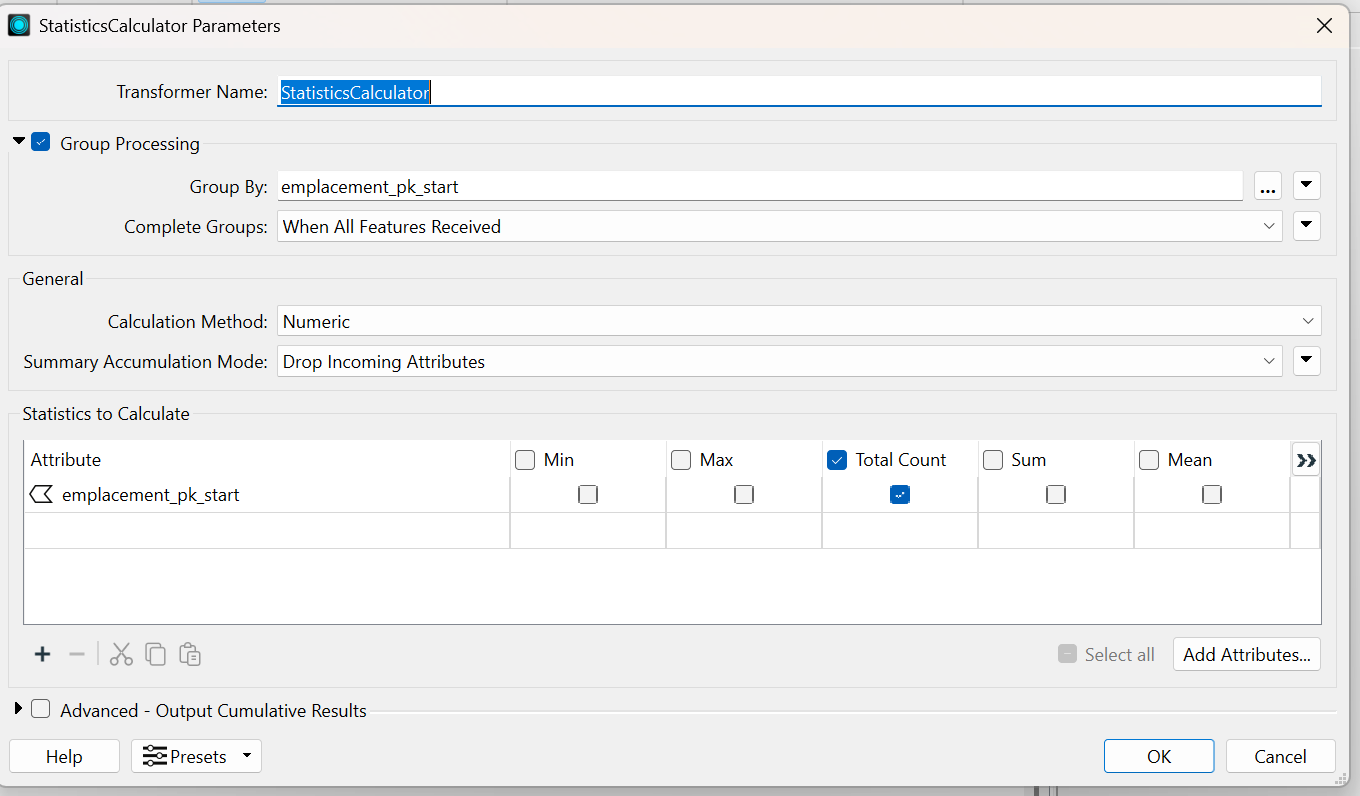 StatisticsCalculator Parameters
Transformer Name: StatisticsCalculator
Group Processing
Group By: emplacement_pk_start ...
Complete Groups: When All Features Received
General
Calculation Method: Numeric
Summary Accumulation Mode: Drop Incoming Attributes
Statistics to Calculate
Attribute Min Max Total Count Sum Mean
emplacement_pk_start
Select all Add Attributes...
Advanced - Output Cumulative Results
Help Presets OK Cancel